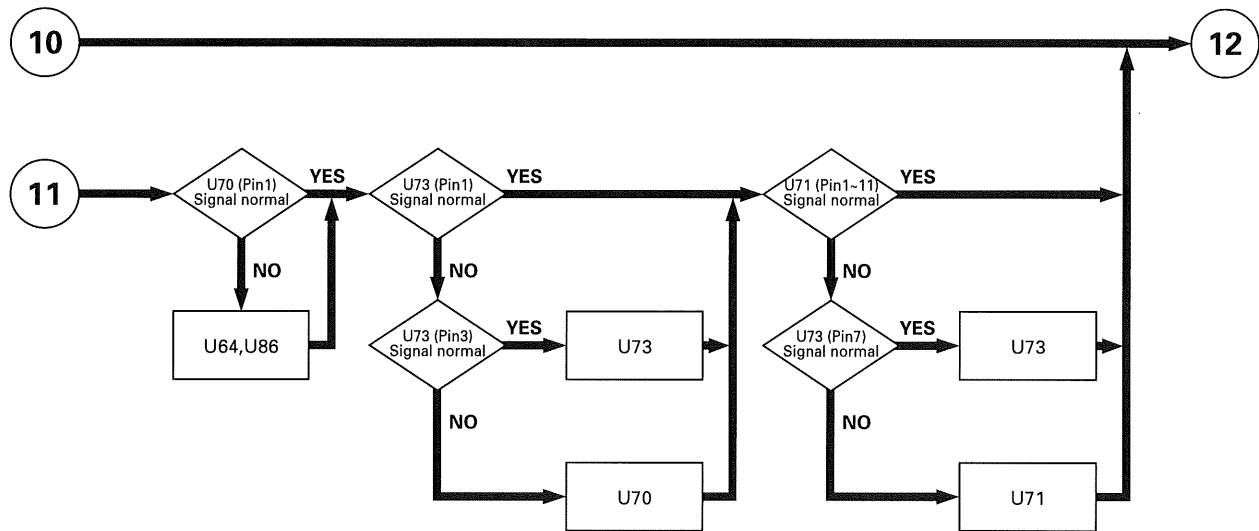 10
12
11
U70 (Pin1)
Signal normal
YES
U73 (Pin1)
Signal normal
YES
U71 (Pin1~11)
Signal normal
YES
NO
NO
NO
U64,U86
U73 (Pin3)
Signal normal
YES
U73
U73 (Pin7)
Signal normal
YES
U73
NO
NO
U70
U71